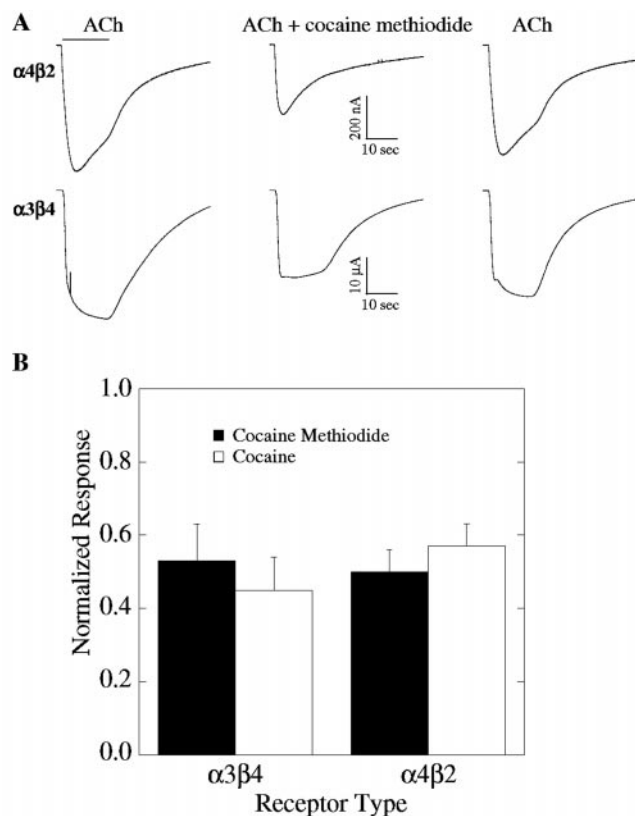 A
ACh ACh + cocaine methiodide ACh
α4β2
200 nA
10 sec
α3β4
10 μA
10 sec
B
1.0
Cocaine Methiodide
Cocaine
0.8
0.6
0.4
0.2
0.0
Normalized Response
α3β4 α4β2
Receptor Type